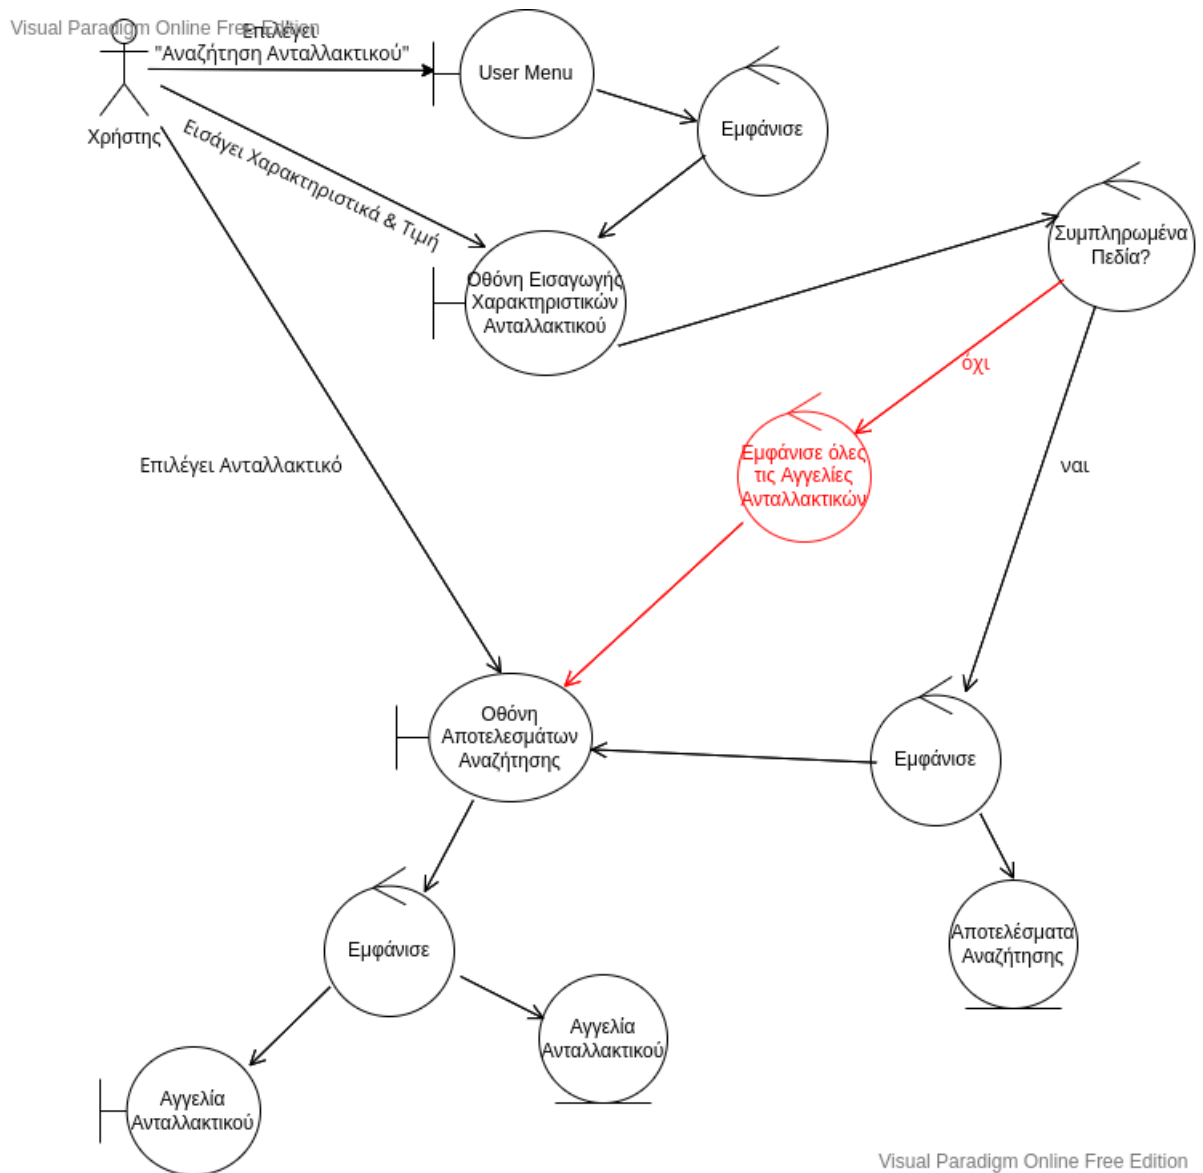 Visual Paradigm Online Free Edition
Επιλέγει
"Αναζήτηση Ανταλλακτικού"
User Menu
Εμφάνισε
Χρήστης
Εισάγει Χαρακτηριστικά & Τιμή
Συμπληρωμένα
Πεδία?
Οθόνη Εισαγωγής
Χαρακτηριστικών
Ανταλλακτικού
όχι
Εμφάνισε όλες
τις Αγγελίες
Ανταλλακτικών
Επιλέγει Ανταλλακτικό
ναι
Οθόνη
Αποτελεσμάτων
Αναζήτησης
Εμφάνισε
Εμφάνισε
Αποτελέσματα
Αναζήτησης
Αγγελία
Ανταλλακτικού
Αγγελία
Ανταλλακτικού
Visual Paradigm Online Free Edition